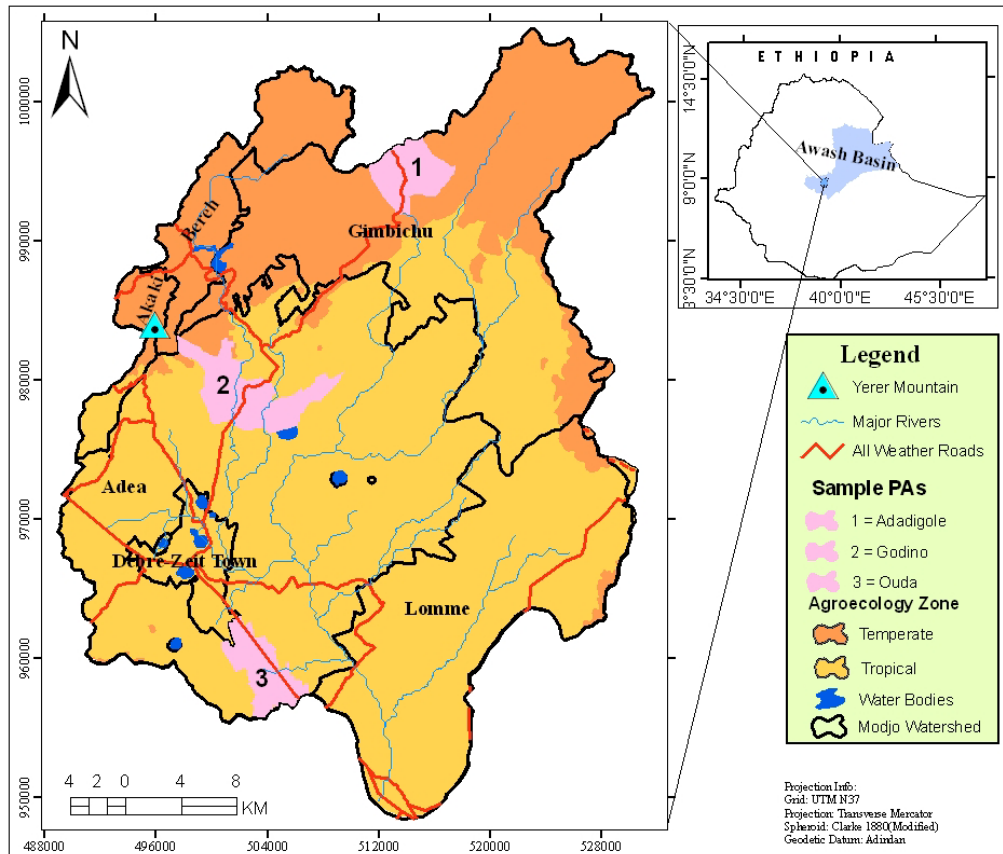 N
1000000
990000
980000
970000
960000
950000
488000
496000
504000
512000
520000
528000
1
Gimbichu
Bereh
Akaki
2
Adea
Debre Zeit Town
Lomme
3
4 2 0 4 8
KM
ETHIOPIA
Awash Basin
14°30'0"N
9°0'0"N
3°30'0"N
34°30'0"E
40°0'0"E
45°30'0"E
Legend
Yerer Mountain
Major Rivers
All Weather Roads
Sample PAs
1 = Adadigole
2 = Godino
3 = Ouda
Agroecology Zone
Temperate
Tropical
Water Bodies
Modjo Watershed
Projection Info:
Grid: UTM N37
Projection: Transverse Mercator
Spheroid: Clarke 1880(Modified)
Geodetic Datum: Adindan